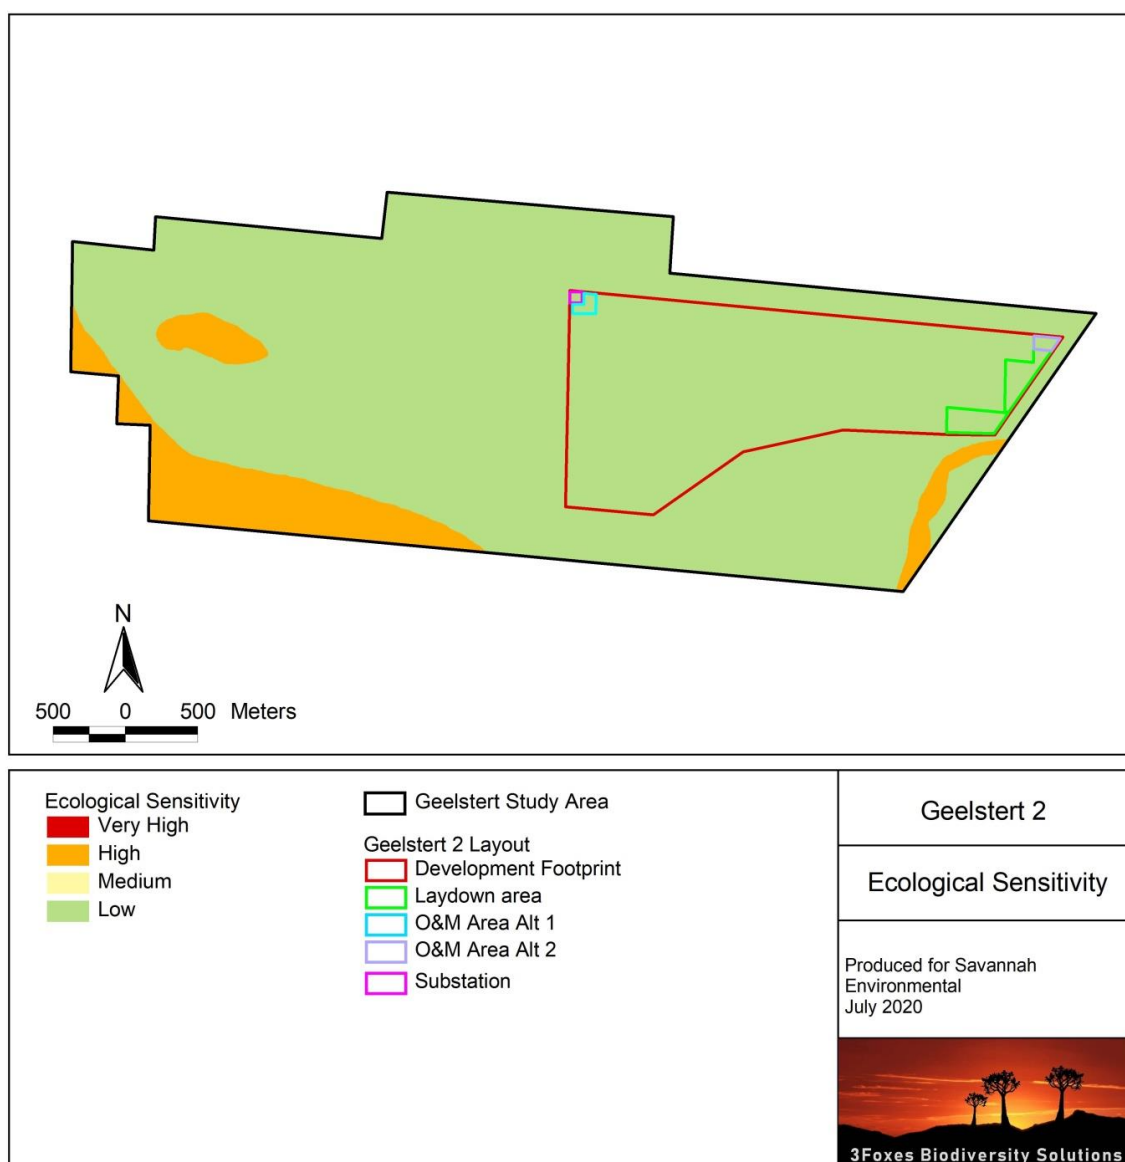 N
500 0 500 Meters
Ecological Sensitivity
Very High
High
Medium
Low
Geelstert Study Area
Geelstert 2 Layout
Development Footprint
Laydown area
O&M Area Alt 1
O&M Area Alt 2
Substation
Geelstert 2
Ecological Sensitivity
Produced for Savannah
Environmental
July 2020
3Foxes Biodiversity Solutions